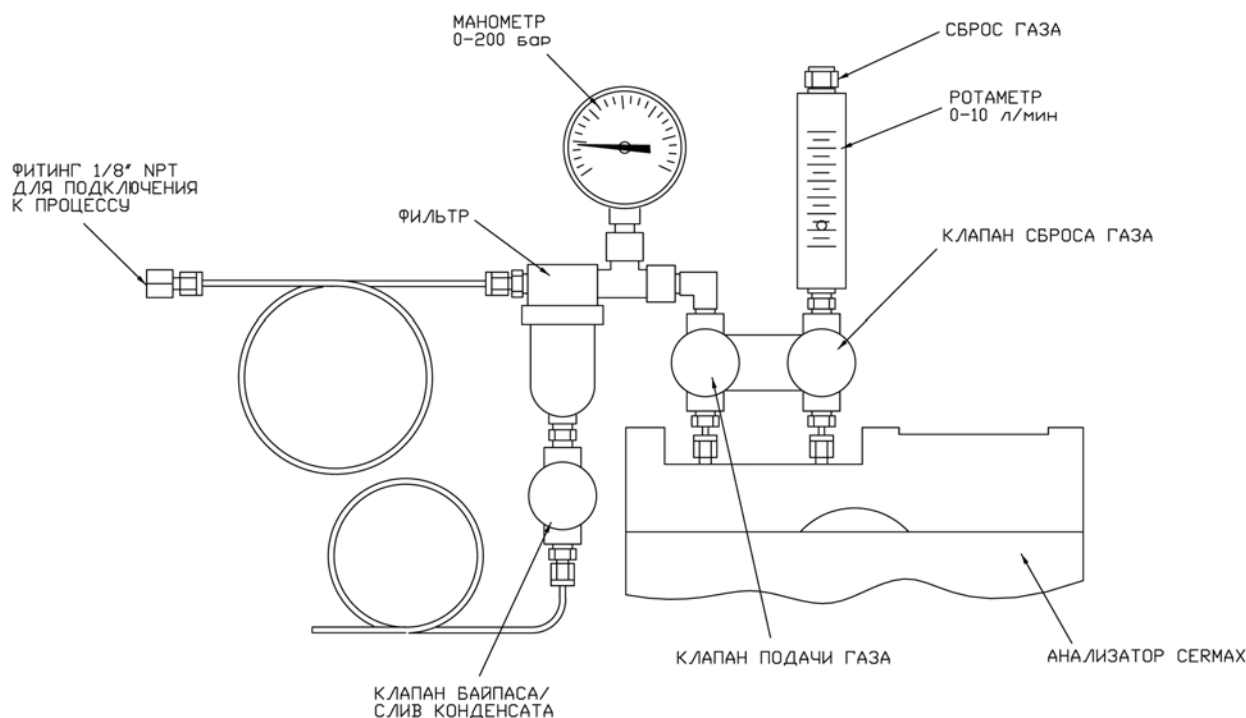 МАНОМЕТР
0-200 бар
СБРОС ГАЗА
РОТАМЕТР
0-10 л/мин
ФИТИНГ 1/8" NPT
ДЛЯ ПОДКЛЮЧЕНИЯ
К ПРОЦЕССУ
ФИЛЬТР
КЛАПАН СБРОСА ГАЗА
КЛАПАН ПОДАЧИ ГАЗА
АНАЛИЗАТОР CERMAX
КЛАПАН БАЙПАСА/
СЛИВ КОНДЕНСАТА